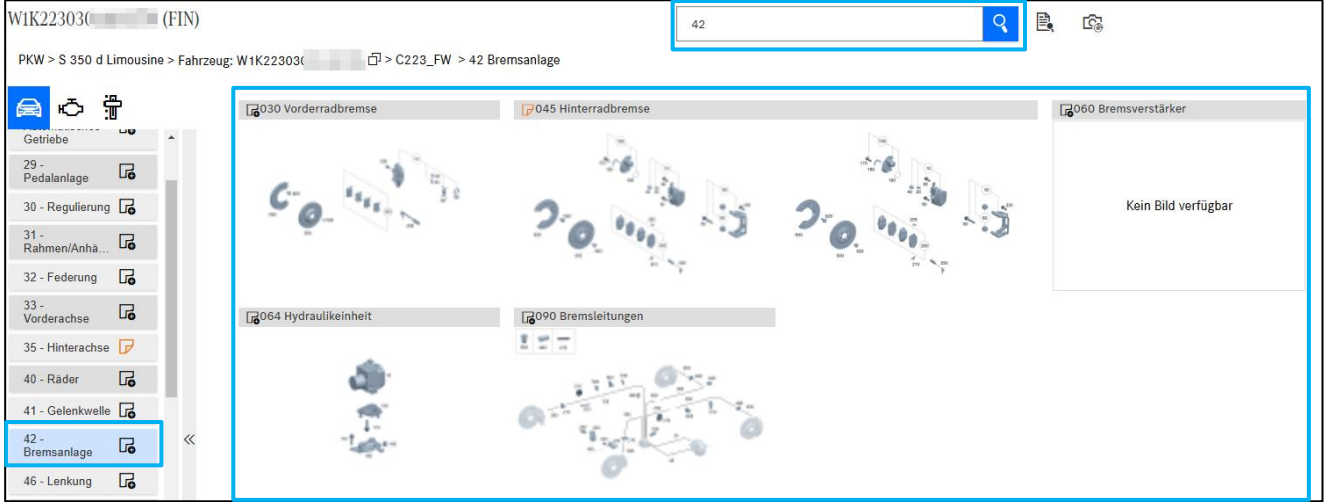 W1K22303( (FIN)
42
PKW > S 350 d Limousine > Fahrzeug: W1K22303( > C223_FW > 42 Bremsanlage
Getriebe
29 -
Pedalanlage
30 - Regulierung
31 -
Rahmen/Anhä...
32 - Federung
33 -
Vorderachse
35 - Hinterachse
40 - Räder
41 - Gelenkwelle
42 -
Bremsanlage
46 - Lenkung
030 Vorderradbremse
045 Hinterradbremse
060 Bremsverstärker
Kein Bild verfügbar
064 Hydraulikeinheit
090 Bremsleitungen